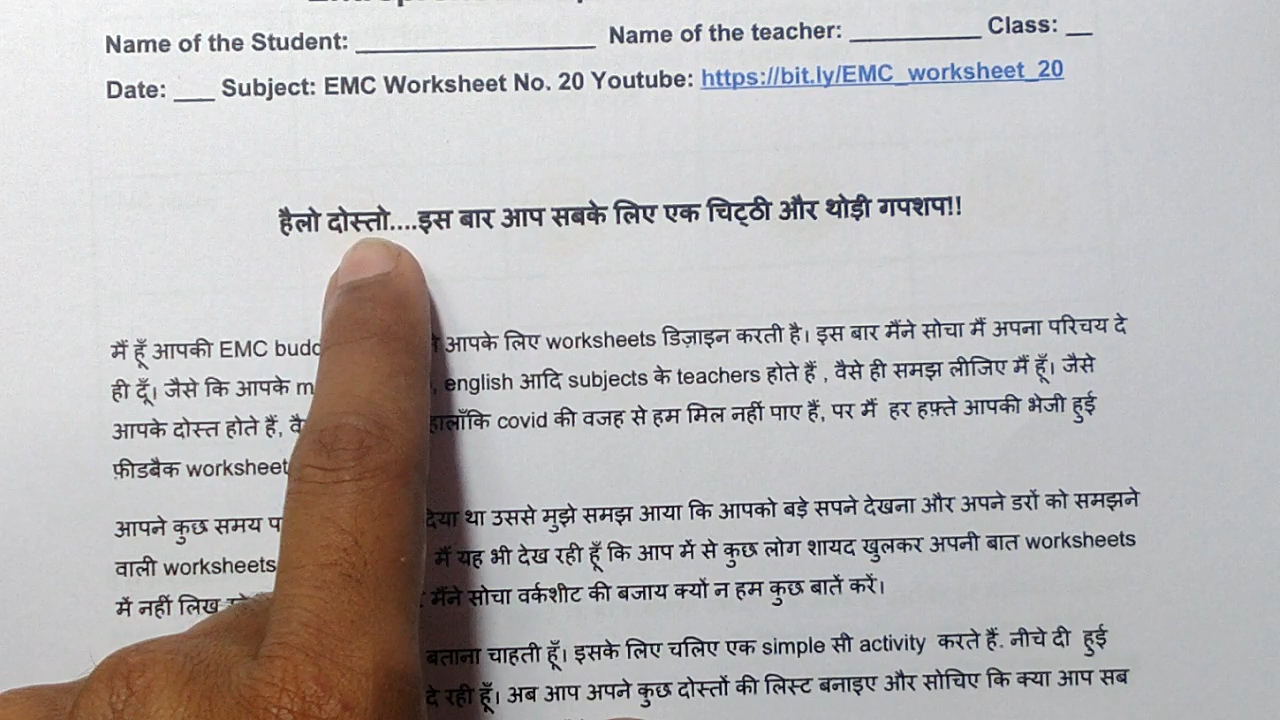 Name of the Student: __________________ Name of the teacher: __________ Class: __
Date: ___ Subject: EMC Worksheet No. 20 Youtube: https://bit.ly/EMC_worksheet_20
हैलो दोस्तो....इस बार आप सबके लिए एक चिट्ठी और थोड़ी गपशप!!
मैं हूँ आपकी EMC आपके लिए worksheets डिज़ाइन करती है। इस बार मैंने सोचा मैं अपना परिचय दे
ही दूँ। जैसे कि आपके english आदि subjects के teachers होते हैं , वैसे ही समझ लीजिए मैं हूँ। जैसे
आपके दोस्त होते हैं, हालाँकि covid की वजह से हम मिल नहीं पाए हैं, पर मैं हर हफ़्ते आपकी भेजी हुई
फ़ीडबैक worksheet
आपने कुछ समय दिया था उससे मुझे समझ आया कि आपको बड़े सपने देखना और अपने डरों को समझने
वाली worksheets मैं यह भी देख रही हूँ कि आप में से कुछ लोग शायद खुलकर अपनी बात worksheets
में नहीं लिख मैंने सोचा वर्कशीट की बजाय क्यों न हम कुछ बातें करें।
बताना चाहती हूँ। इसके लिए चलिए एक simple सी activity करते हैं. नीचे दी हुई
दे रही हूँ। अब आप अपने कुछ दोस्तों की लिस्ट बनाइए और सोचिए कि क्या आप सब